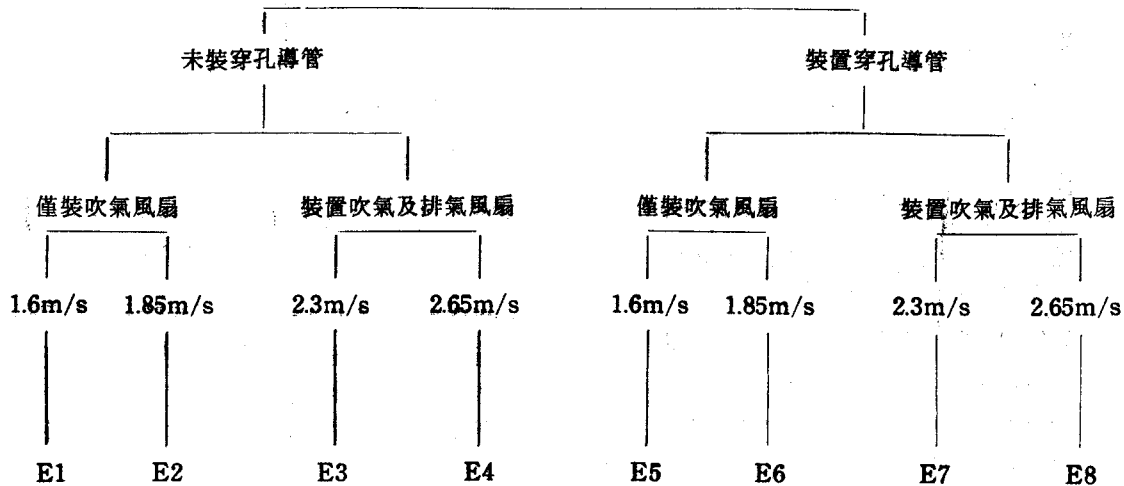 未裝穿孔導管 裝置穿孔導管
僅裝吹氣風扇 裝置吹氣及排氣風扇 僅裝吹氣風扇 裝置吹氣及排氣風扇
1.6m/s 1.85m/s 2.3m/s 2.65m/s 1.6m/s 1.85m/s 2.3m/s 2.65m/s
E1 E2 E3 E4 E5 E6 E7 E8